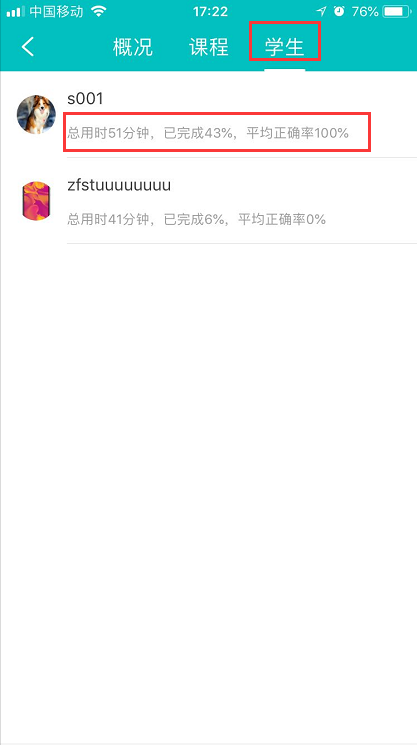 中国移动 17:22 76%
概况 课程 学生
s001
总用时51分钟，已完成43%，平均正确率100%
zfstuuuuuuuu
总用时41分钟，已完成6%，平均正确率0%